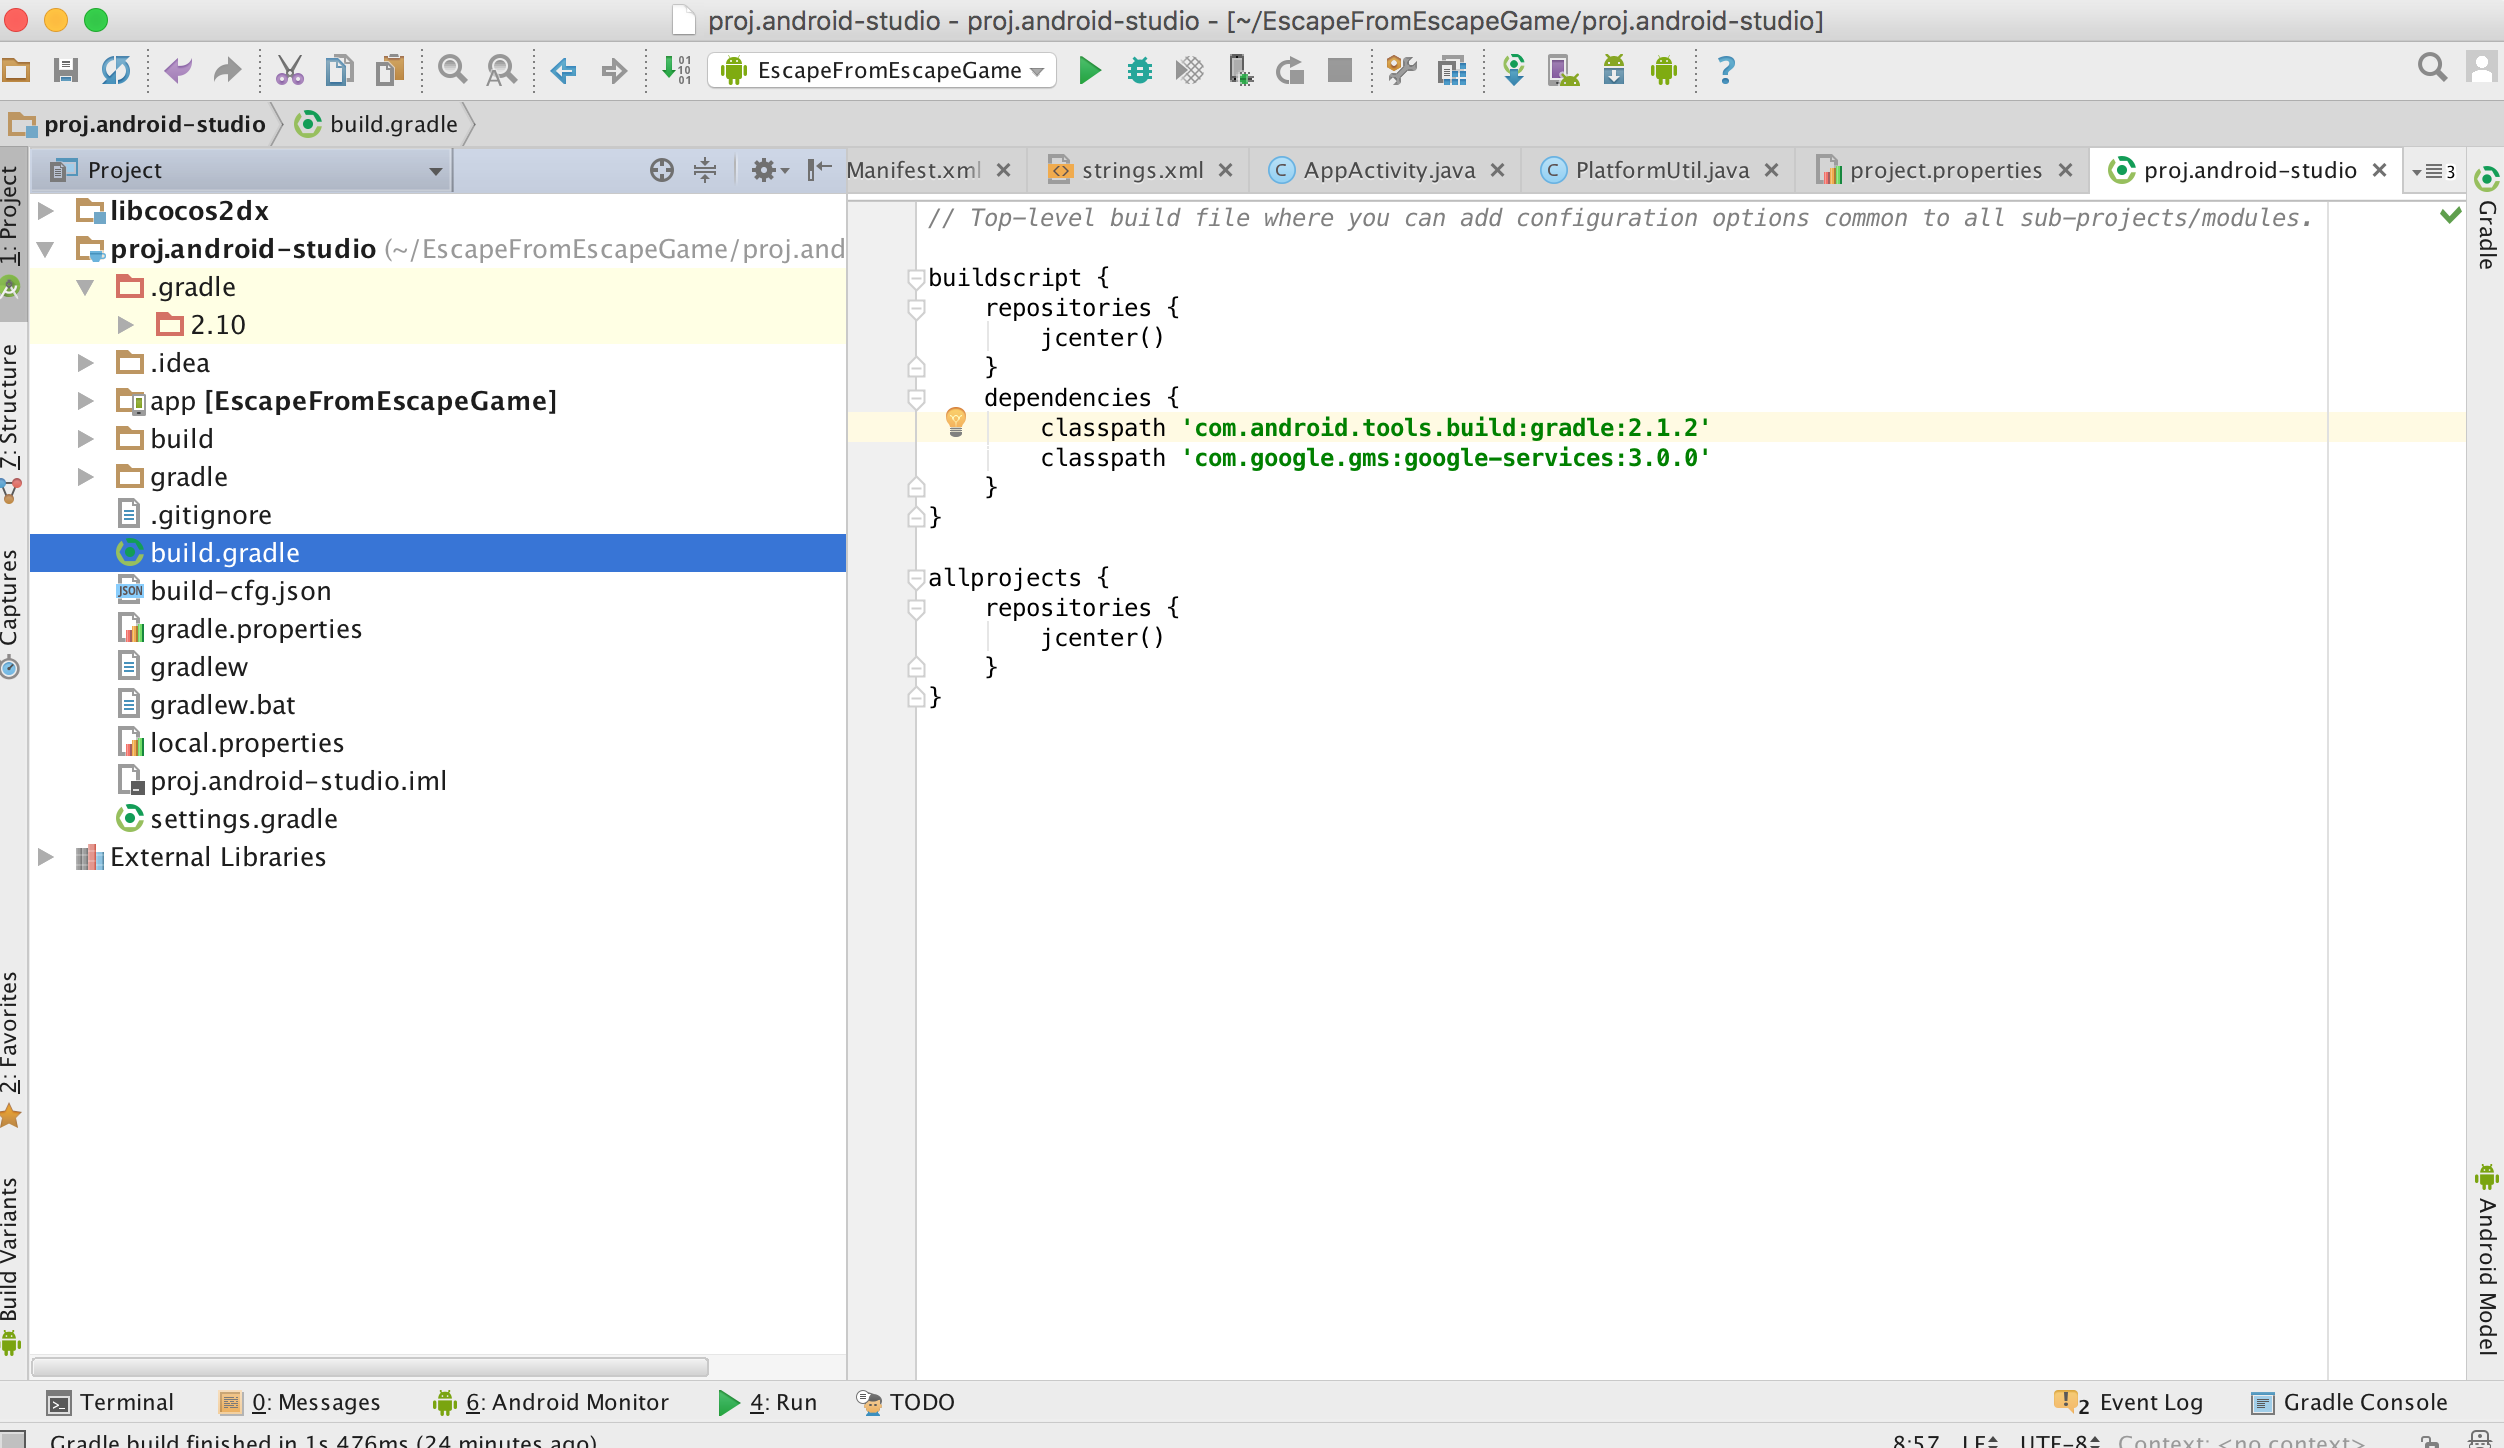 proj.android-studio - proj.android-studio - [~/EscapeFromEscapeGame/proj.android-studio]
EscapeFromEscapeGame
proj.android-studio build.gradle
Project
Manifest.xml strings.xml AppActivity.java PlatformUtil.java project.properties proj.android-studio 3
1: Project
7: Structure
Captures
2: Favorites
Build Variants
libcocos2dx
proj.android-studio (~/EscapeFromEscapeGame/proj.and
.gradle
2.10
.idea
app [EscapeFromEscapeGame]
build
gradle
.gitignore
build.gradle
build-cfg.json
gradle.properties
gradlew
gradlew.bat
local.properties
proj.android-studio.iml
settings.gradle
External Libraries
// Top-level build file where you can add configuration options common to all sub-projects/modules.
buildscript {
repositories {
jcenter()
}
dependencies {
classpath 'com.android.tools.build:gradle:2.1.2'
classpath 'com.google.gms:google-services:3.0.0'
}
}
allprojects {
repositories {
jcenter()
}
}
Gradle
Android Model
Terminal 0: Messages 6: Android Monitor 4: Run TODO 2 Event Log Gradle Console
Gradle build finished in 1s 476ms (24 minutes ago) 8:57 LF UTF-8 Context: <no context>